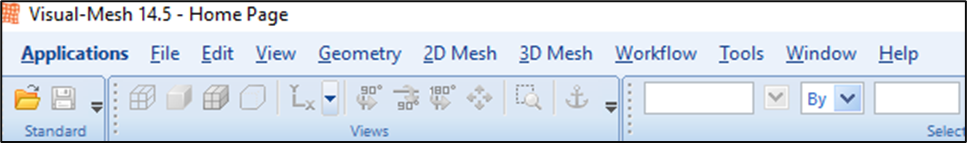 Visual-Mesh 14.5 - Home Page
Applications File Edit View Geometry 2D Mesh 3D Mesh Workflow Tools Window Help
L x 90° 90° 180° By
Standard Views Select